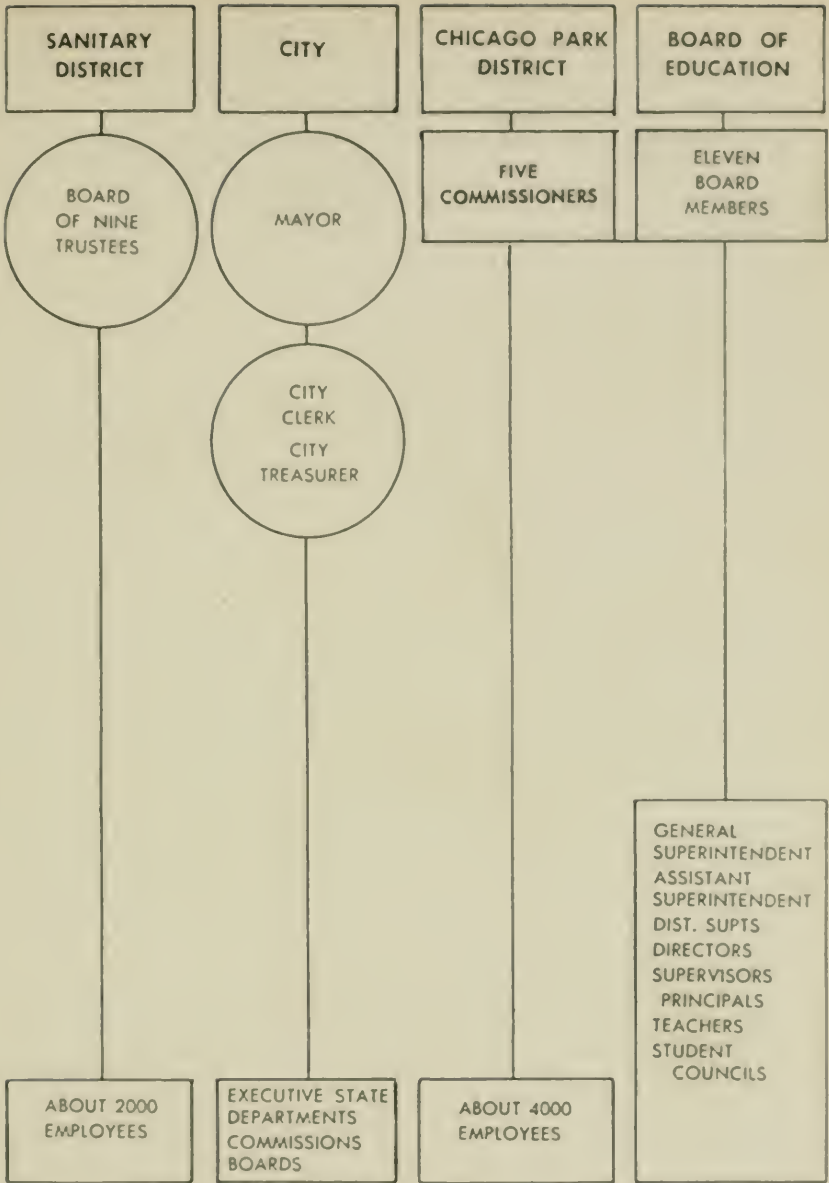 SANITARY
DISTRICT
CITY
CHICAGO PARK
DISTRICT
BOARD OF
EDUCATION
BOARD
OF NINE
TRUSTEES
MAYOR
FIVE
COMMISSIONERS
ELEVEN
BOARD
MEMBERS
CITY
CLERK
CITY
TREASURER
GENERAL
SUPERINTENDENT
ASSISTANT
SUPERINTENDENT
DIST. SUPTS
DIRECTORS
SUPERVISORS
PRINCIPALS
TEACHERS
STUDENT
COUNCILS
ABOUT 2000
EMPLOYEES
EXECUTIVE STATE
DEPARTMENTS
COMMISSIONS
BOARDS
ABOUT 4000
EMPLOYEES